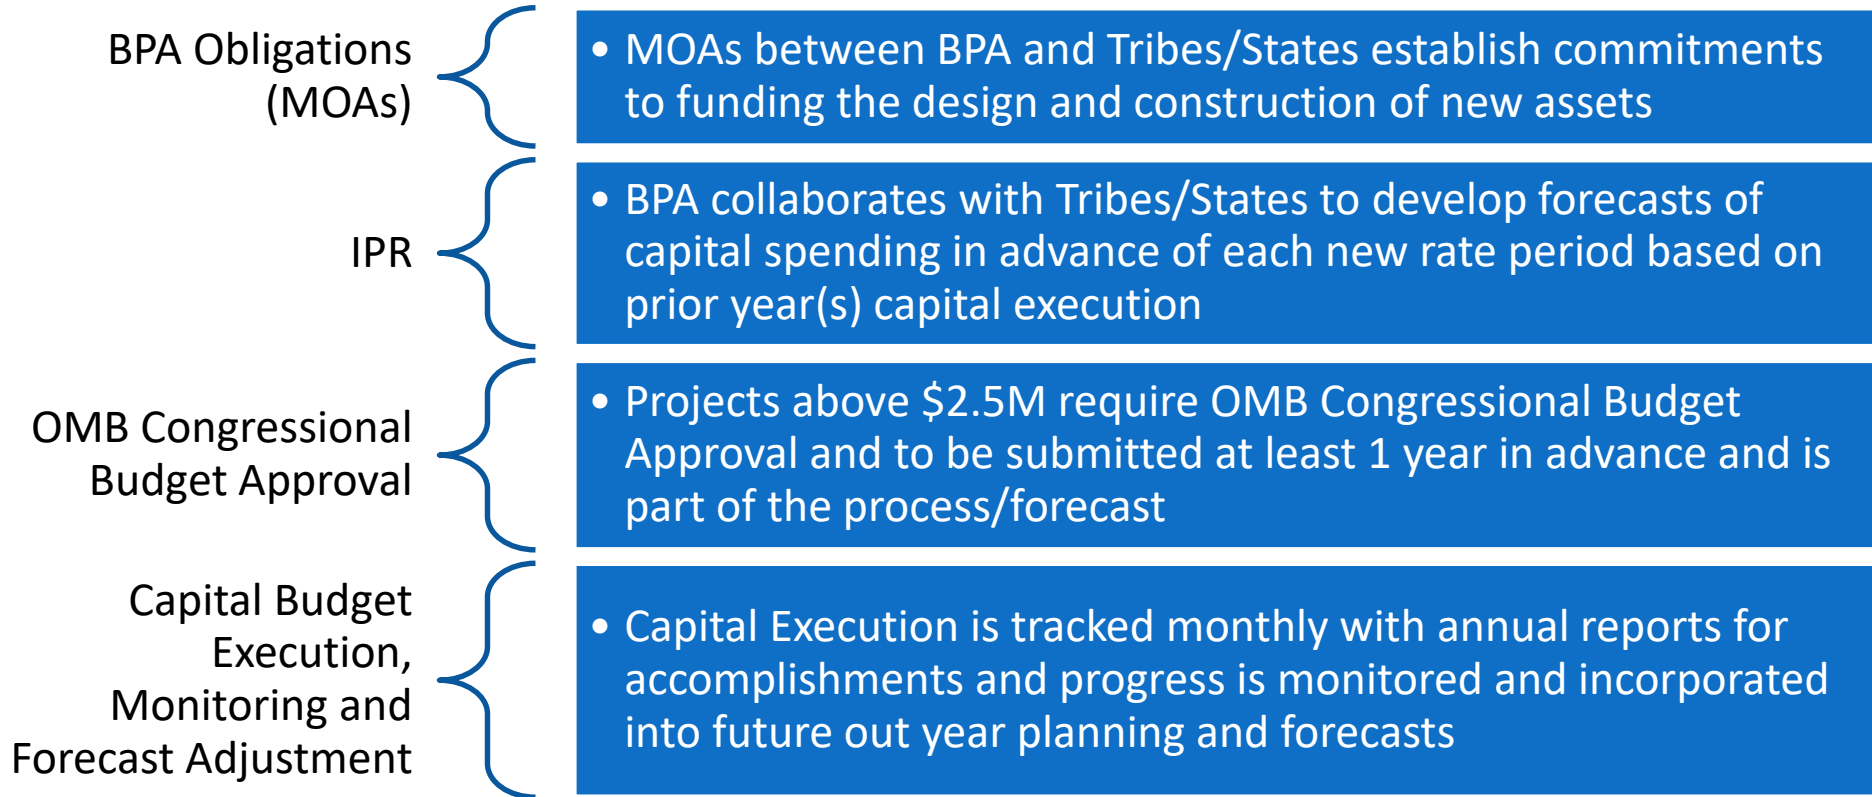 BPA Obligations
(MOAs)
• MOAs between BPA and Tribes/States establish commitments
to funding the design and construction of new assets
IPR
• BPA collaborates with Tribes/States to develop forecasts of
capital spending in advance of each new rate period based on
prior year(s) capital execution
OMB Congressional
Budget Approval
• Projects above $2.5M require OMB Congressional Budget
Approval and to be submitted at least 1 year in advance and is
part of the process/forecast
Capital Budget
Execution,
Monitoring and
Forecast Adjustment
• Capital Execution is tracked monthly with annual reports for
accomplishments and progress is monitored and incorporated
into future out year planning and forecasts